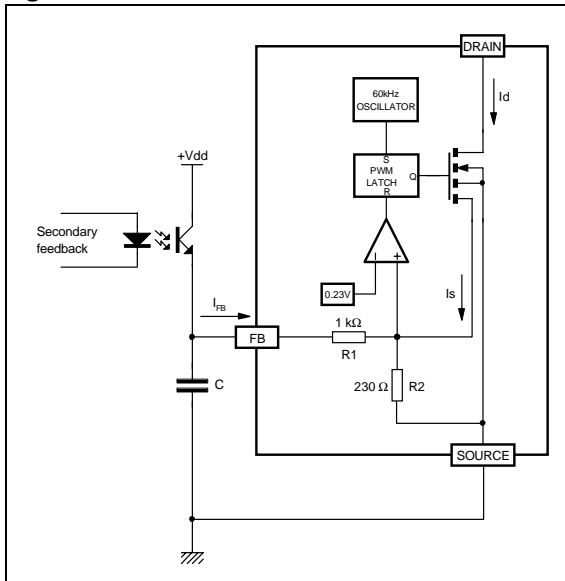 DRAIN
60kHz
OSCILLATOR
Id
+Vdd
S
PWM
LATCH
Q
R
Secondary
feedback
0.23V
Is
I_FB
1 kΩ
FB
R1
C
230 Ω
R2
SOURCE